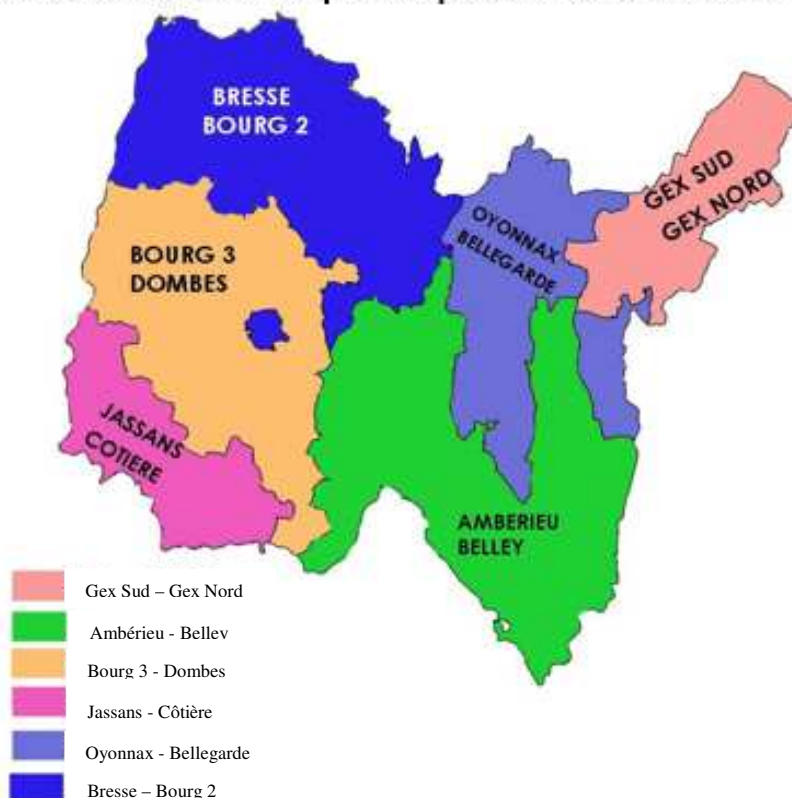 BRESSE
BOURG 2
GEX SUD
GEX NORD
OYONNAX
BELLEGARDE
BOURG 3
DOMBES
JASSANS
COTIERE
AMBERIEU
BELLEY
Gex Sud – Gex Nord
Ambérieu - Belley
Bourg 3 - Dombes
Jassans - Côtière
Oyonnax - Bellegarde
Bresse – Bourg 2